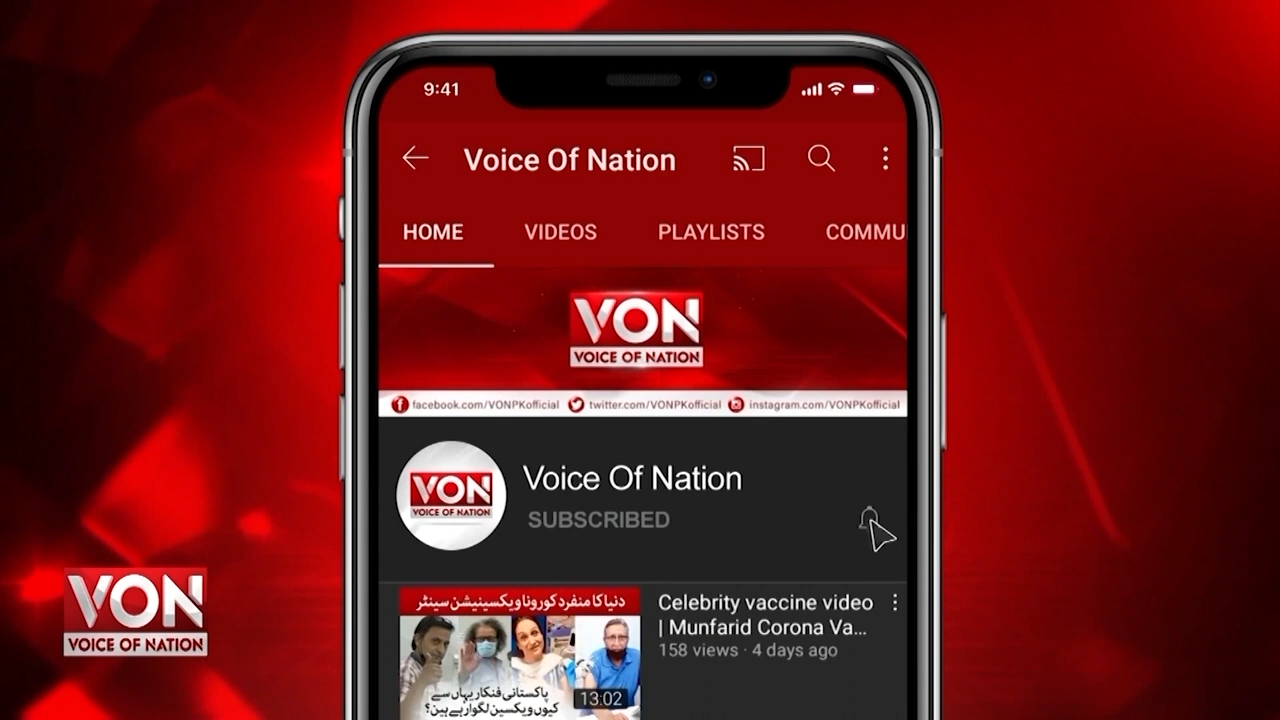 9:41
Voice Of Nation
HOME VIDEOS PLAYLISTS COMMU
VON
VOICE OF NATION
facebook.com/VONPKofficial twitter.com/VONPKofficial instagram.com/VONPKofficial
VON
VOICE OF NATION
Voice Of Nation
SUBSCRIBED
دنیا کا منفرد کورونا ویکسینیشن سینٹر
پاکستانی فنکار یہاں سے
کیوں ویکسین لگوا رہے ہیں؟
13:02
Celebrity vaccine video
| Munfarid Corona Va...
158 views · 4 days ago
VON
VOICE OF NATION